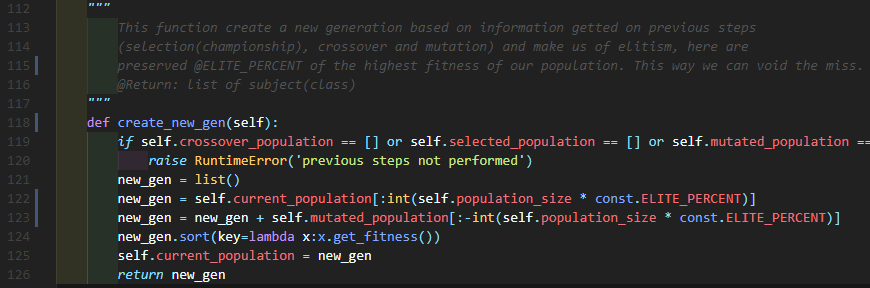 112 """
113 This function create a new generation based on information getted on previous steps
114 (selection(championship), crossover and mutation) and make us of elitism, here are
115 preserved @ELITE_PERCENT of the highest fitness of our population. This way we can void the miss.
116 @Return: list of subject(class)
117 """
118 def create_new_gen(self):
119 if self.crossover_population == [] or self.selected_population == [] or self.mutated_population ==
120 raise RuntimeError('previous steps not performed')
121 new_gen = list()
122 new_gen = self.current_population[:int(self.population_size * const.ELITE_PERCENT)]
123 new_gen = new_gen + self.mutated_population[:-int(self.population_size * const.ELITE_PERCENT)]
124 new_gen.sort(key=lambda x:x.get_fitness())
125 self.current_population = new_gen
126 return new_gen